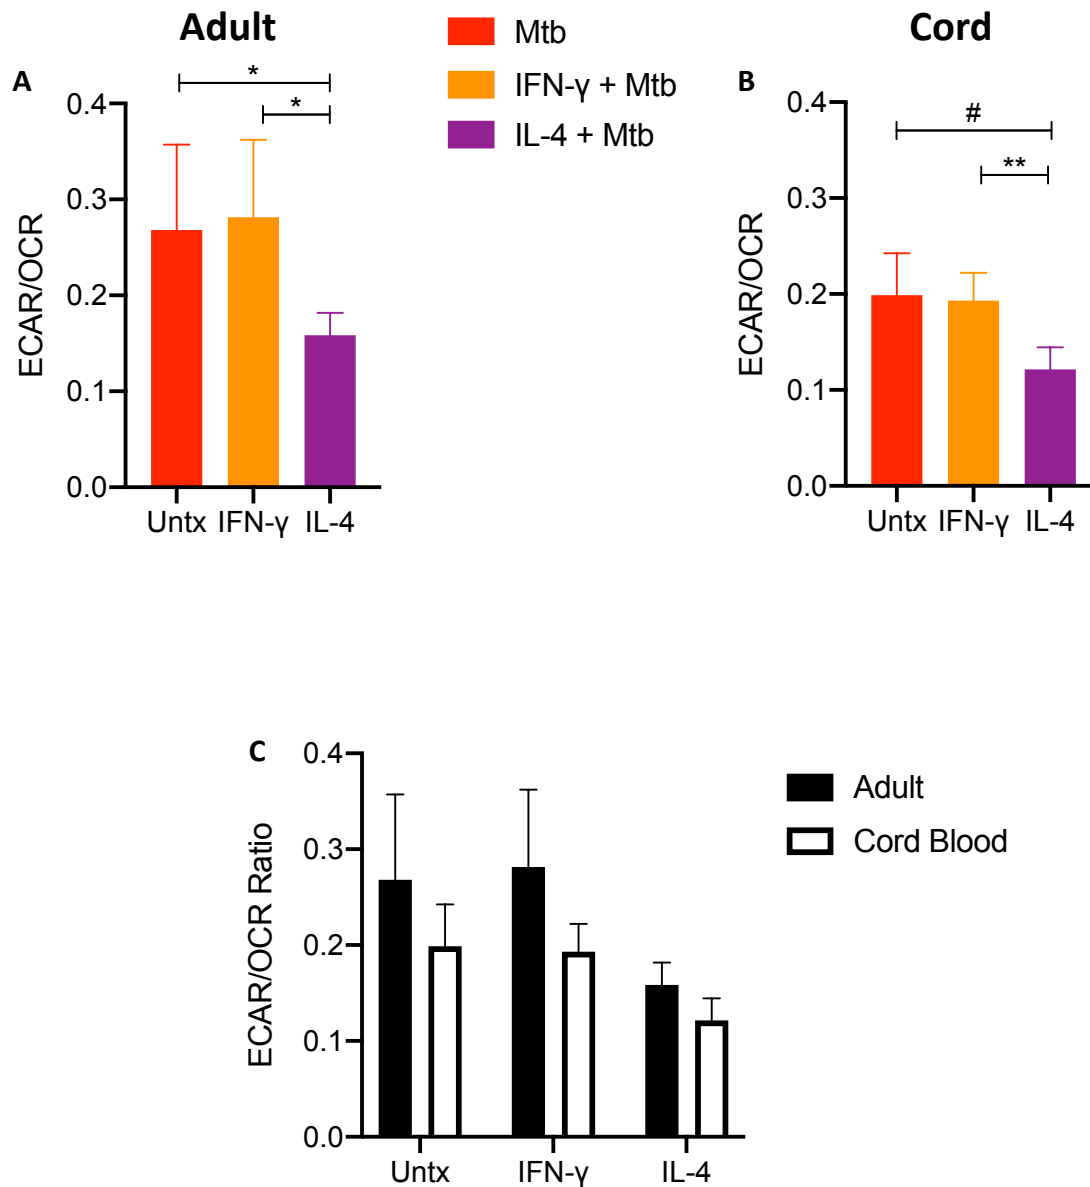 Adult
Mtb
IFN-γ + Mtb
IL-4 + Mtb
Cord
A
*
*
0.4
0.3
0.2
0.1
0.0
ECAR/OCR
Untx IFN-γ IL-4
B
#
**
0.4
0.3
0.2
0.1
0.0
ECAR/OCR
Untx IFN-γ IL-4
C
0.4
0.3
0.2
0.1
0.0
ECAR/OCR Ratio
Untx IFN-γ IL-4
Adult
Cord Blood